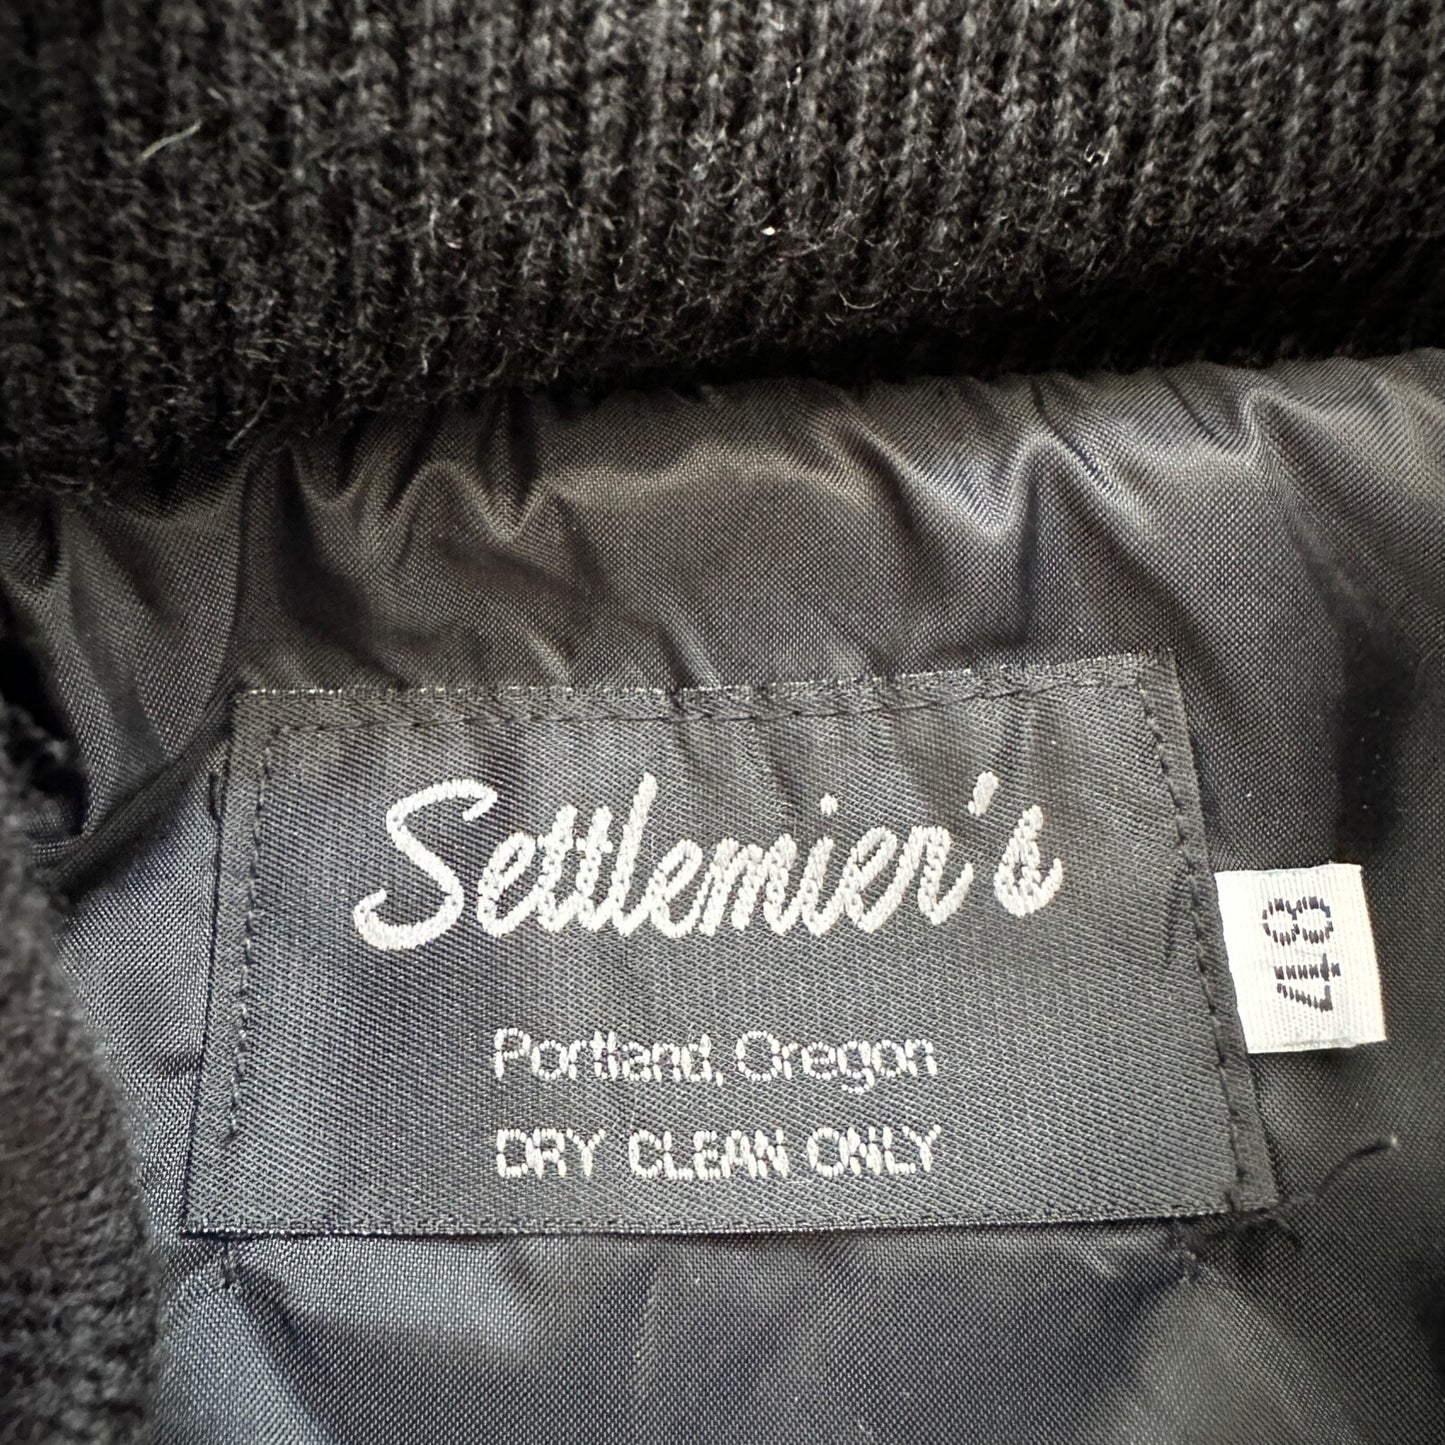 Settlemier's
Portland, Oregon
DRY CLEAN ONLY
48